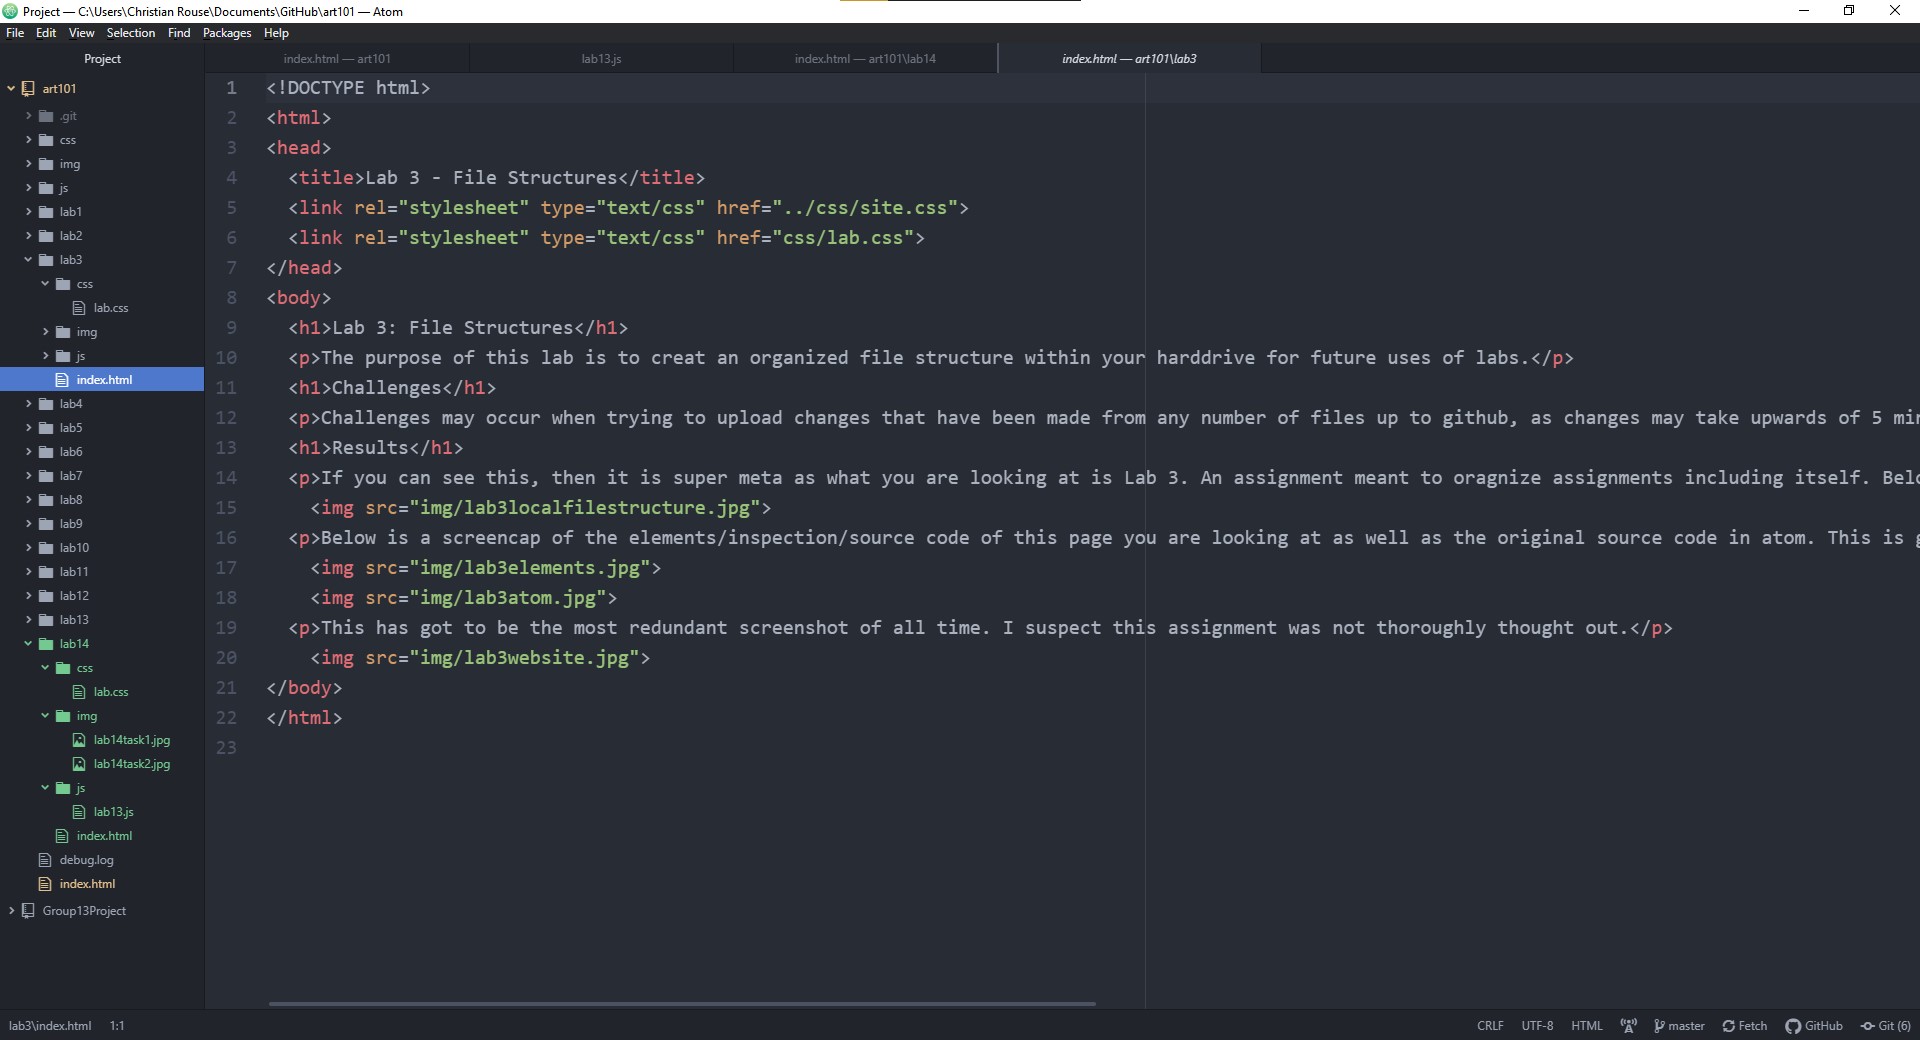 Project — C:\Users\Christian Rouse\Documents\GitHub\art101 — Atom
File Edit View Selection Find Packages Help
Project
art101
.git
css
img
js
lab1
lab2
lab3
css
lab.css
img
js
index.html
lab4
lab5
lab6
lab7
lab8
lab9
lab10
lab11
lab12
lab13
lab14
css
lab.css
img
lab14task1.jpg
lab14task2.jpg
js
lab13.js
index.html
debug.log
index.html
Group13Project
index.html — art101 lab13.js index.html — art101\lab14 index.html — art101\lab3
1 <!DOCTYPE html>
2 <html>
3 <head>
4 <title>Lab 3 - File Structures</title>
5 <link rel="stylesheet" type="text/css" href="../css/site.css">
6 <link rel="stylesheet" type="text/css" href="css/lab.css">
7 </head>
8 <body>
9 <h1>Lab 3: File Structures</h1>
10 <p>The purpose of this lab is to creat an organized file structure within your harddrive for future uses of labs.</p>
11 <h1>Challenges</h1>
12 <p>Challenges may occur when trying to upload changes that have been made from any number of files up to github, as changes may take upwards of 5
13 <h1>Results</h1>
14 <p>If you can see this, then it is super meta as what you are looking at is Lab 3. An assignment meant to oragnize assignments including itself.
15 <img src="img/lab3localfilestructure.jpg">
16 <p>Below is a screencap of the elements/inspection/source code of this page you are looking at as well as the original source code in atom. This is
17 <img src="img/lab3elements.jpg">
18 <img src="img/lab3atom.jpg">
19 <p>This has got to be the most redundant screenshot of all time. I suspect this assignment was not thoroughly thought out.</p>
20 <img src="img/lab3website.jpg">
21 </body>
22 </html>
23
lab3\index.html 1:1 CRLF UTF-8 HTML master Fetch GitHub Git (6)